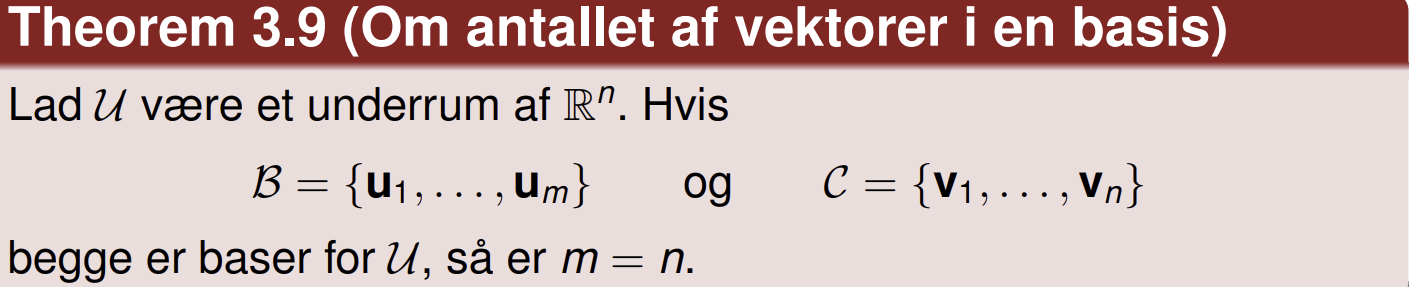 Theorem 3.9 (Om antallet af vektorer i en basis)
Lad 𝒰 være et underrum af ℝⁿ. Hvis
ℬ = {u₁, . . . , uₘ} og 𝒞 = {v₁, . . . , vₙ}
begge er baser for 𝒰, så er m = n.